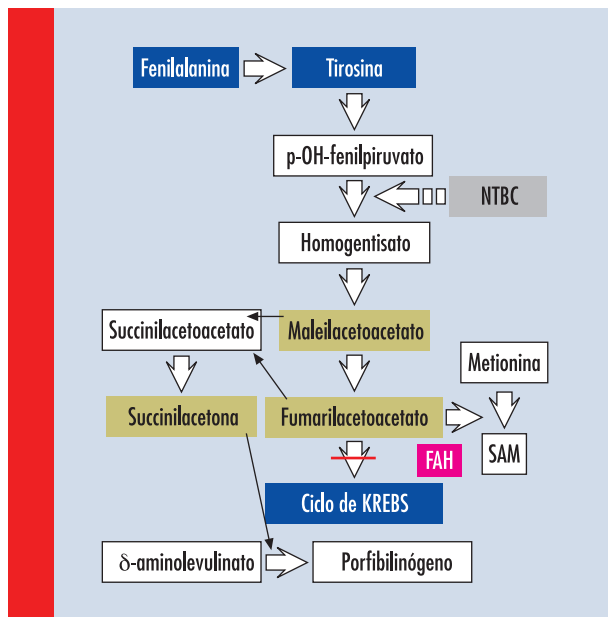 Fenilalanina
Tirosina
p-OH-fenilpiruvato
NTBC
Homogentisato
Succinilacetoacetato
Maleilacetoacetato
Metionina
Succinilacetona
Fumarilacetoacetato
SAM
FAH
Ciclo de KREBS
δ-aminolevulinato
Porfibilinógeno